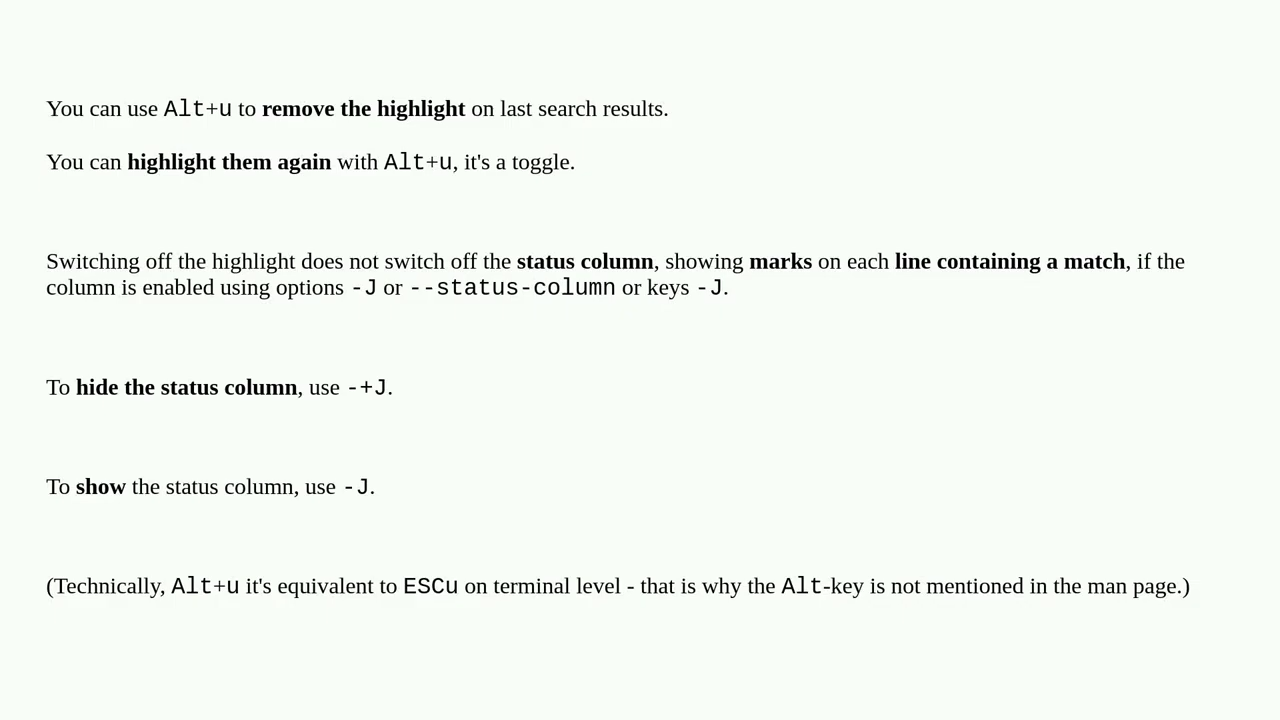 You can use Alt+u to remove the highlight on last search results.
You can highlight them again with Alt+u, it's a toggle.
Switching off the highlight does not switch off the status column, showing marks on each line containing a match, if the
column is enabled using options -J or --status-column or keys -J.
To hide the status column, use -+J.
To show the status column, use -J.
(Technically, Alt+u it's equivalent to ESCu on terminal level - that is why the Alt-key is not mentioned in the man page.)